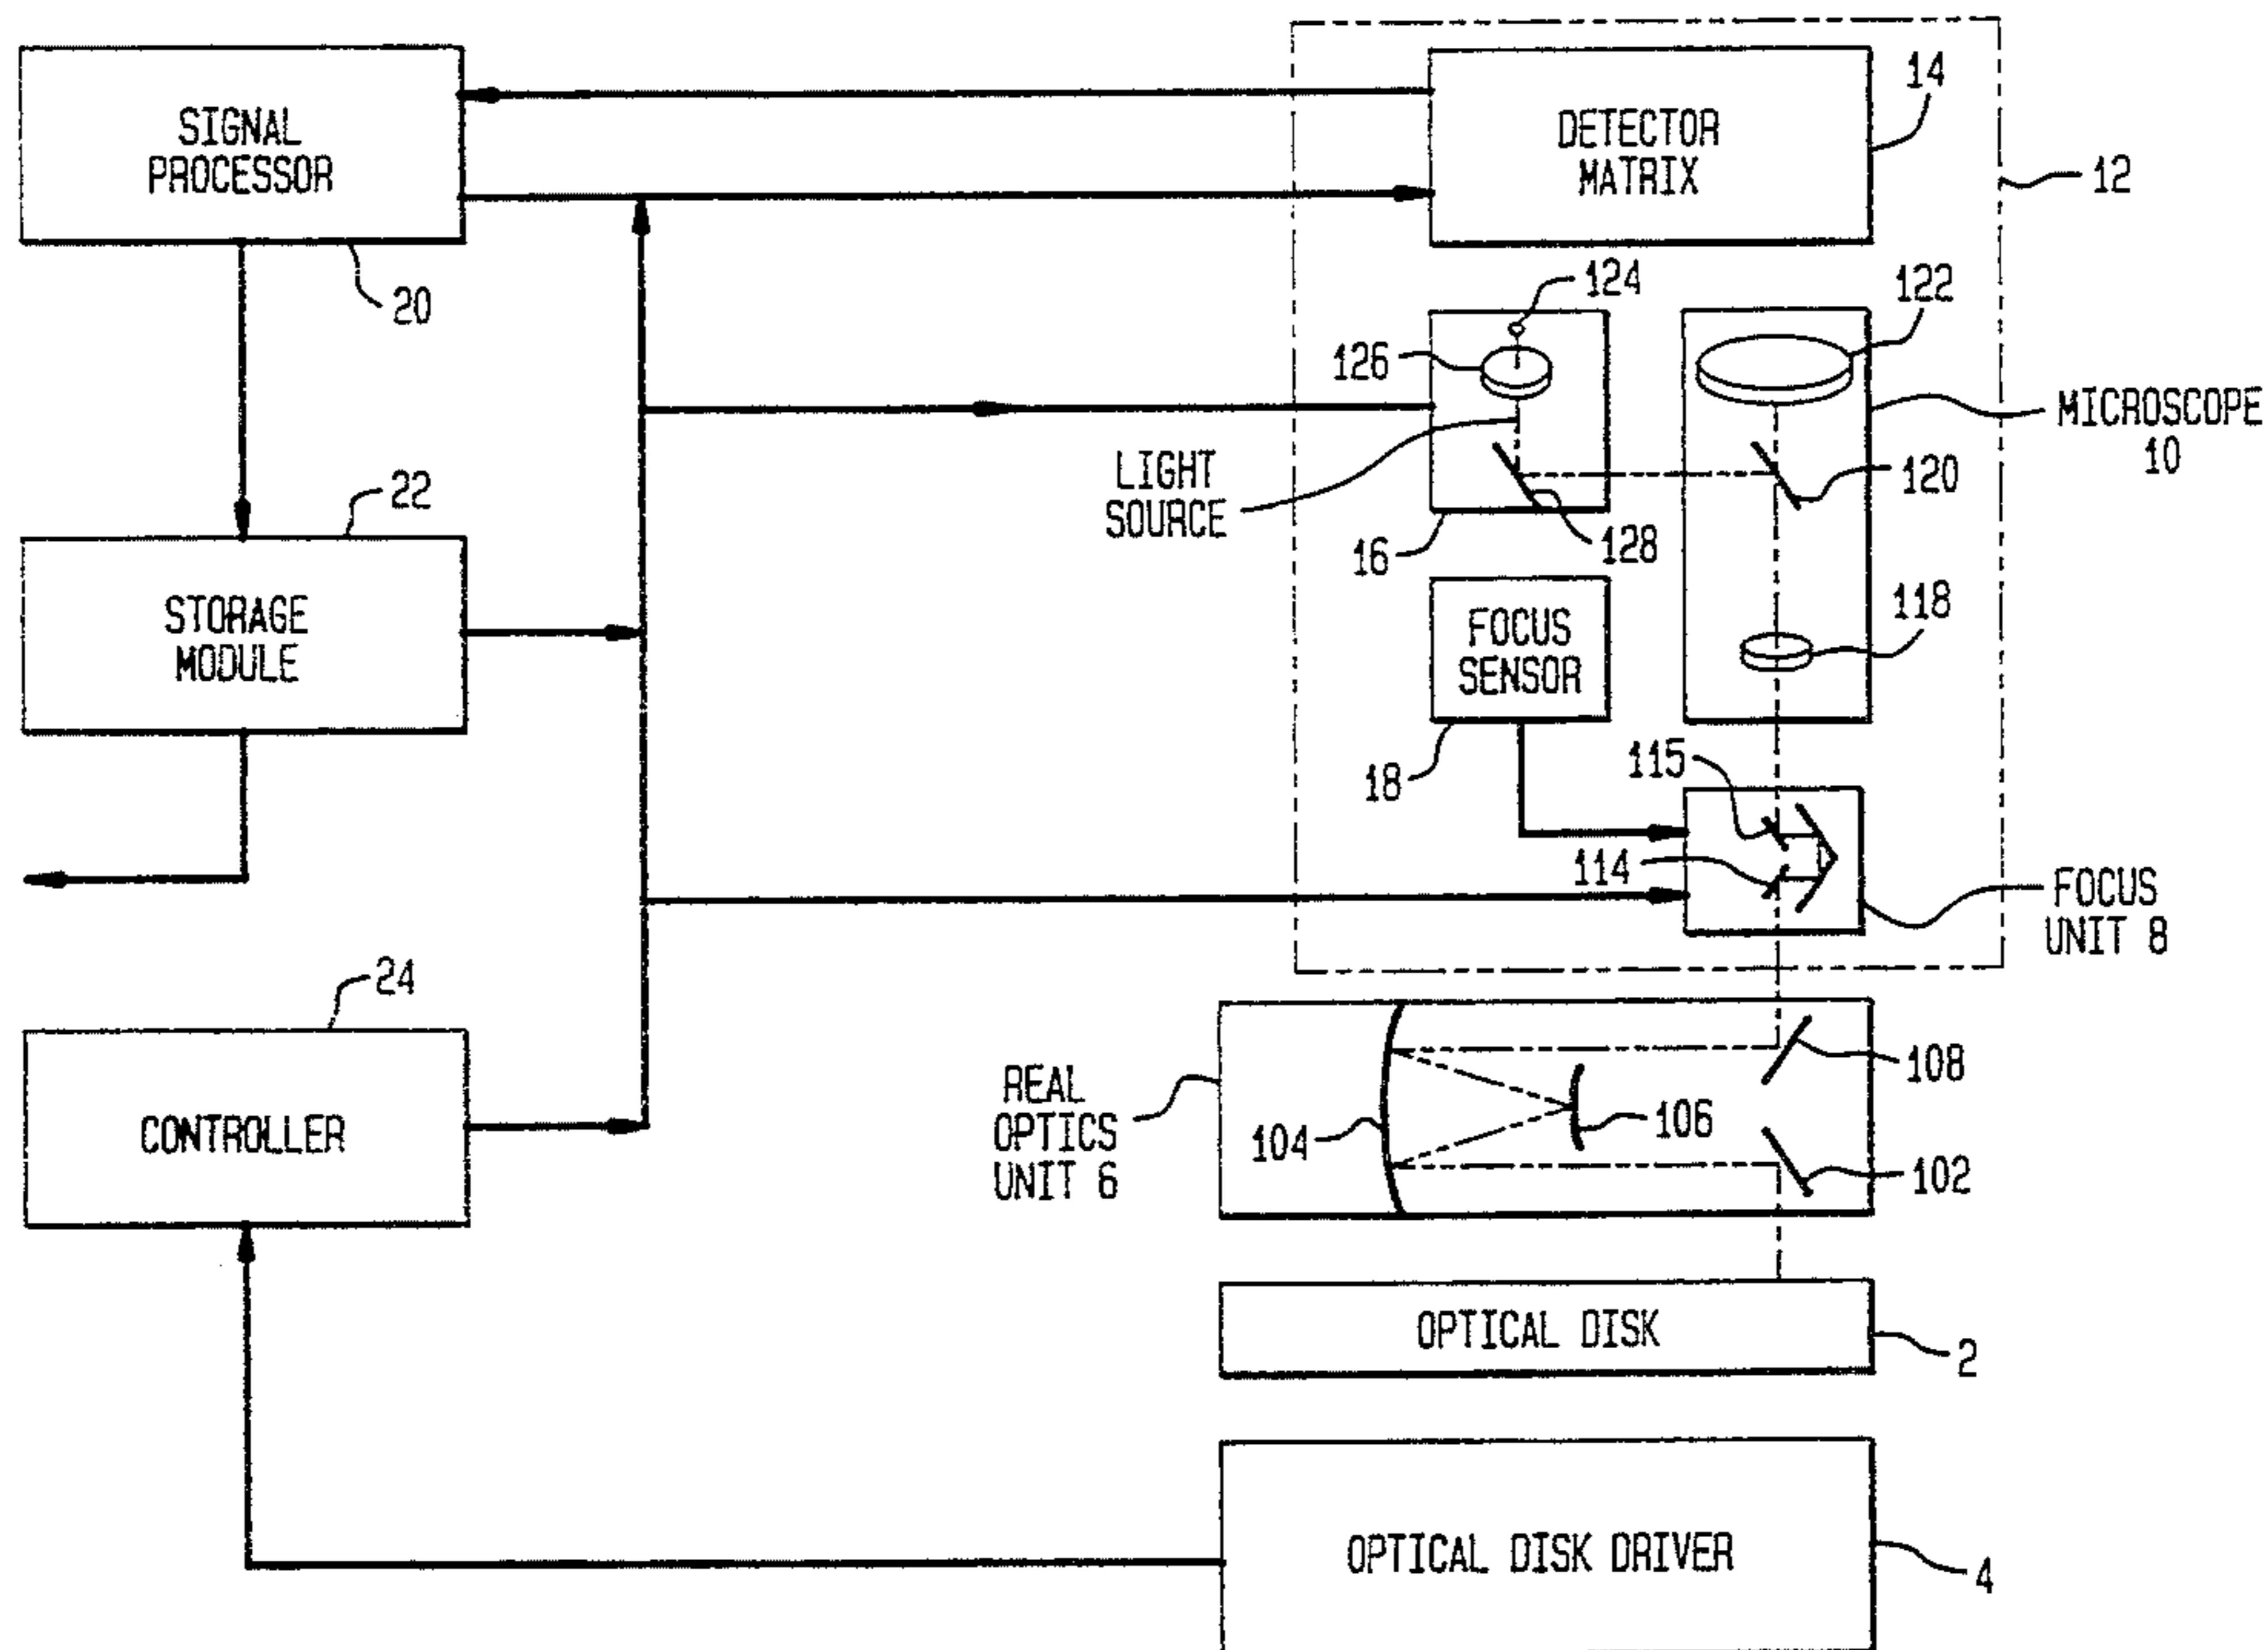 SIGNAL
PROCESSOR
20
DETECTOR
MATRIX
14
12
124
126
122
LIGHT
SOURCE
128
16
MICROSCOPE
10
120
118
STORAGE
MODULE
22
FOCUS
SENSOR
18
115
114
FOCUS
UNIT 8
24
CONTROLLER
REAL
OPTICS
UNIT 6
104
106
108
102
OPTICAL DISK
2
OPTICAL DISK DRIVER
4